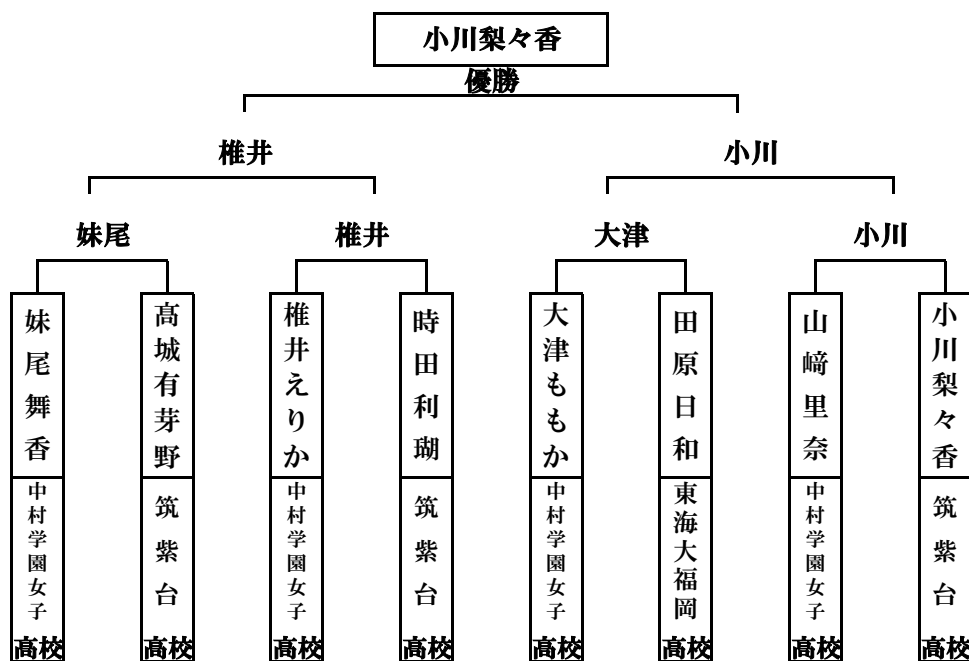 小川梨々香
優勝
椎井
小川
妹尾
椎井
大津
小川
妹尾舞香
髙城有芽野
椎井えりか
時田利瑚
大津ももか
田原日和
山﨑里奈
小川梨々香
中村学園女子
筑紫台
中村学園女子
筑紫台
中村学園女子
東海大福岡
中村学園女子
筑紫台
高校
高校
高校
高校
高校
高校
高校
高校